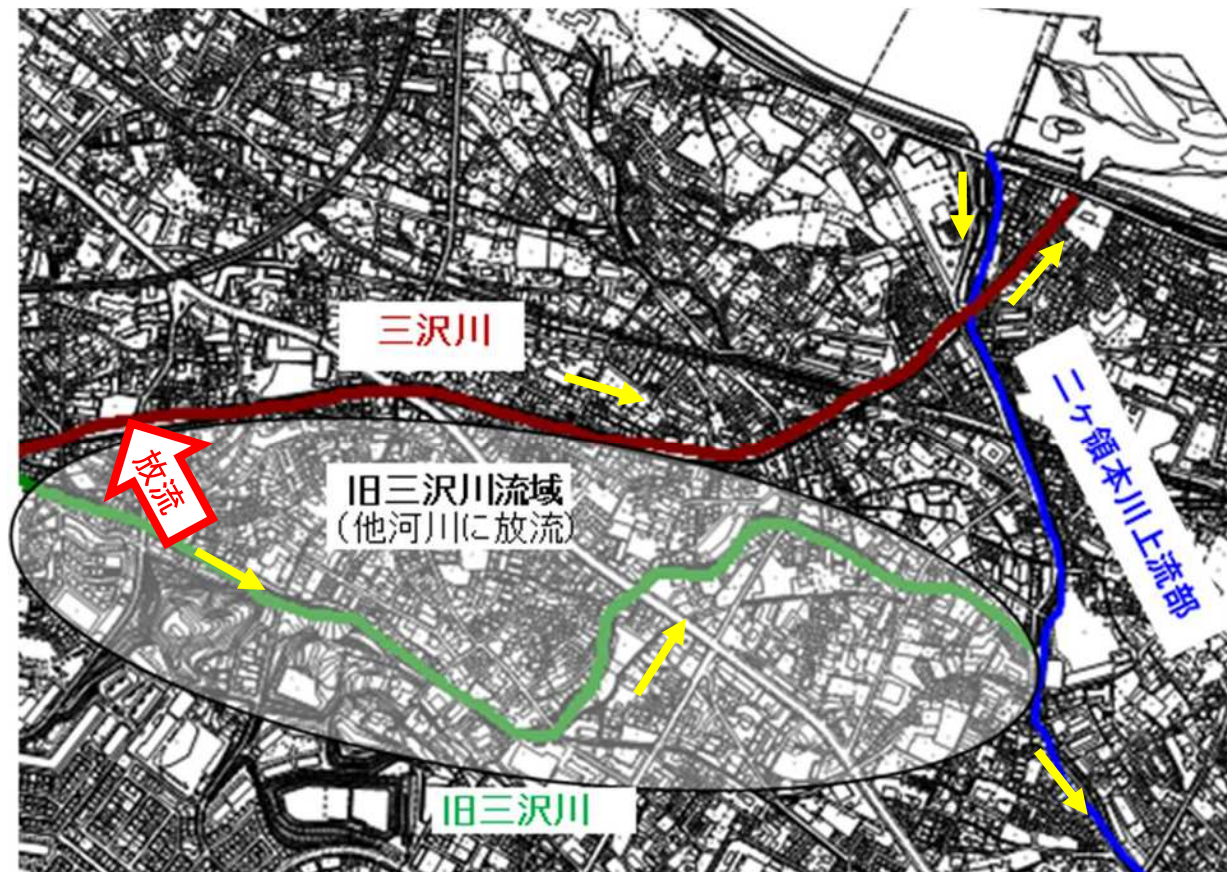 三沢川
放流
旧三沢川流域
(他河川に放流)
二ヶ領本川上流部
旧三沢川